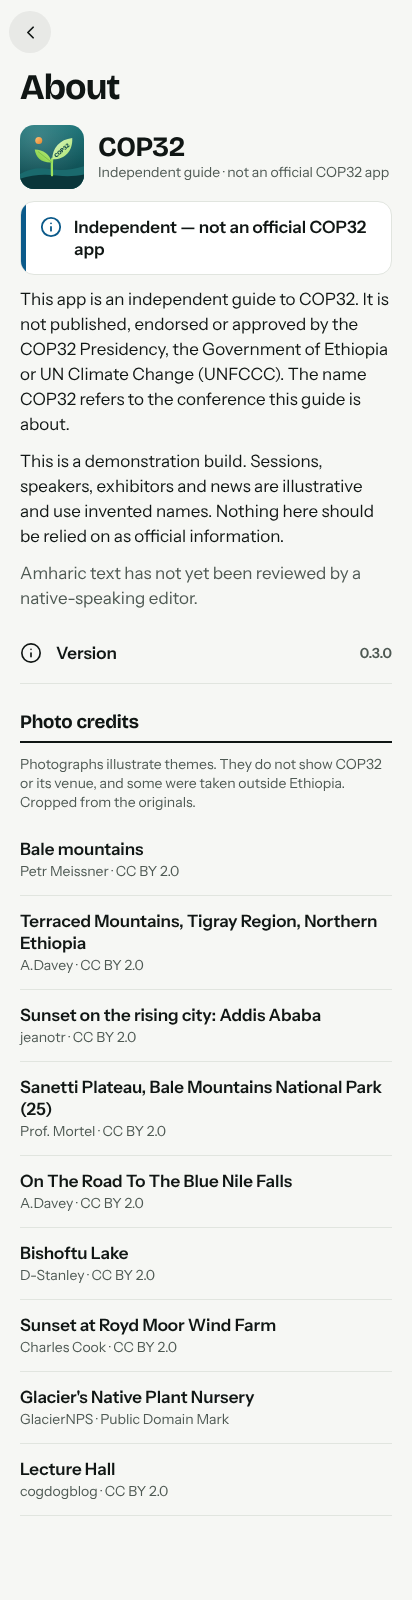 About
COP32
COP32
Independent guide · not an official COP32 app
Independent — not an official COP32
app
This app is an independent guide to COP32. It is
not published, endorsed or approved by the
COP32 Presidency, the Government of Ethiopia
or UN Climate Change (UNFCCC). The name
COP32 refers to the conference this guide is
about.
This is a demonstration build. Sessions,
speakers, exhibitors and news are illustrative
and use invented names. Nothing here should
be relied on as official information.
Amharic text has not yet been reviewed by a
native-speaking editor.
Version 0.3.0
Photo credits
Photographs illustrate themes. They do not show COP32
or its venue, and some were taken outside Ethiopia.
Cropped from the originals.
Bale mountains
Petr Meissner · CC BY 2.0
Terraced Mountains, Tigray Region, Northern
Ethiopia
A.Davey · CC BY 2.0
Sunset on the rising city: Addis Ababa
jeanotr · CC BY 2.0
Sanetti Plateau, Bale Mountains National Park
(25)
Prof. Mortel · CC BY 2.0
On The Road To The Blue Nile Falls
A.Davey · CC BY 2.0
Bishoftu Lake
D-Stanley · CC BY 2.0
Sunset at Royd Moor Wind Farm
Charles Cook · CC BY 2.0
Glacier's Native Plant Nursery
GlacierNPS · Public Domain Mark
Lecture Hall
cogdogblog · CC BY 2.0